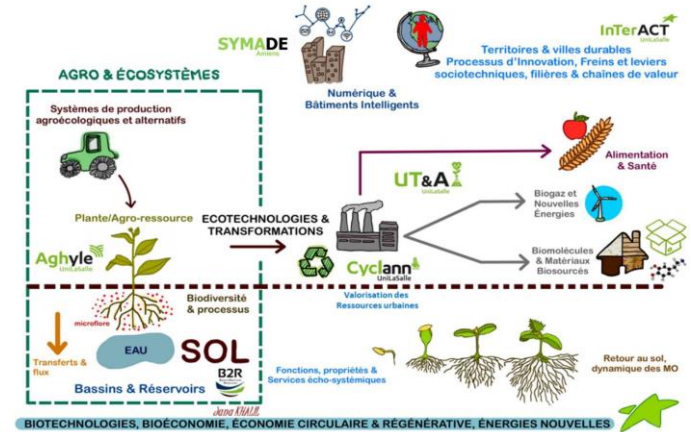 SYMADE
Amiens
InTerACT
UniLaSalle
Territoires & villes durables
Processus d'Innovation, Freins et leviers
sociotechniques, filières & chaînes de valeur
Numérique &
Bâtiments Intelligents
AGRO & ÉCOSYSTÈMES
Systèmes de production
agroécologiques et alternatifs
Plante/Agro-ressource
Aghyle
UniLaSalle
ECOTECHNOLOGIES &
TRANSFORMATIONS
UT&A
UniLaSalle
Cyclann
UniLaSalle
Alimentation
& Santé
Biogaz et
Nouvelles
Énergies
Biomolécules
& Matériaux
Biosourcés
Valorisation des
Ressources urbaines
microflore
Biodiversité
& processus
Transferts &
flux
EAU
SOL
B2R
Bassins & Réservoirs
Jana KHALIL
Fonctions, propriétés &
Services écho-systémiques
Retour au sol,
dynamique des MO
BIOTECHNOLOGIES, BIOÉCONOMIE, ÉCONOMIE CIRCULAIRE & RÉGÉNÉRATIVE, ÉNERGIES NOUVELLES